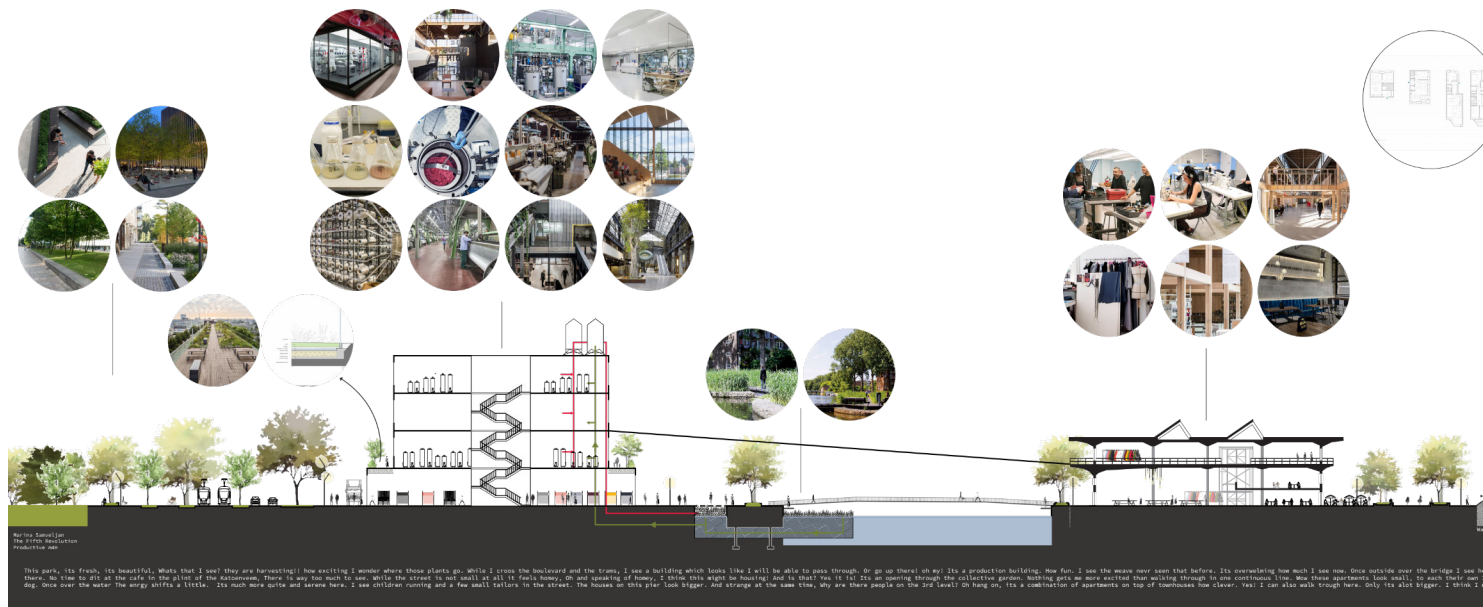 Marina Samveljan
The Fifth Revolution
Productive adm
This park, its fresh, its beautiful, Whats that I see? they are harvesting!! how exciting I wonder where those plants go. While I croos the boulevard and the trams, I see a building which looks like I will be able to pass through. Or go up there! oh my! Its a production building. How fun. I see the weave nevr seen that before. Its overwelming how much I see now. Once outside over the bridge I see
there. No time to dit at the cafe in the plint of the Katoenveem, There is way too much to see. While the street is not small at all it feels homey, Oh and speaking of homey, I think this might be housing! And is that? Yes it is! Its an opening through the collective garden. Nothing gets me more excited than walking through in one continuous line. Wow these apartments look small, to each their own
dog. Once over the water The enrgy shifts a little. Its much more quite and serene here. I see children running and a few small tailors in the street. The houses on this pier look bigger. And atrange at the same time, Why are there people on the 3rd level? Oh hang on, its a combination of apartments on top of townhouses how clever. Yes! I can also walk trough here. Only its alot bigger. I think I